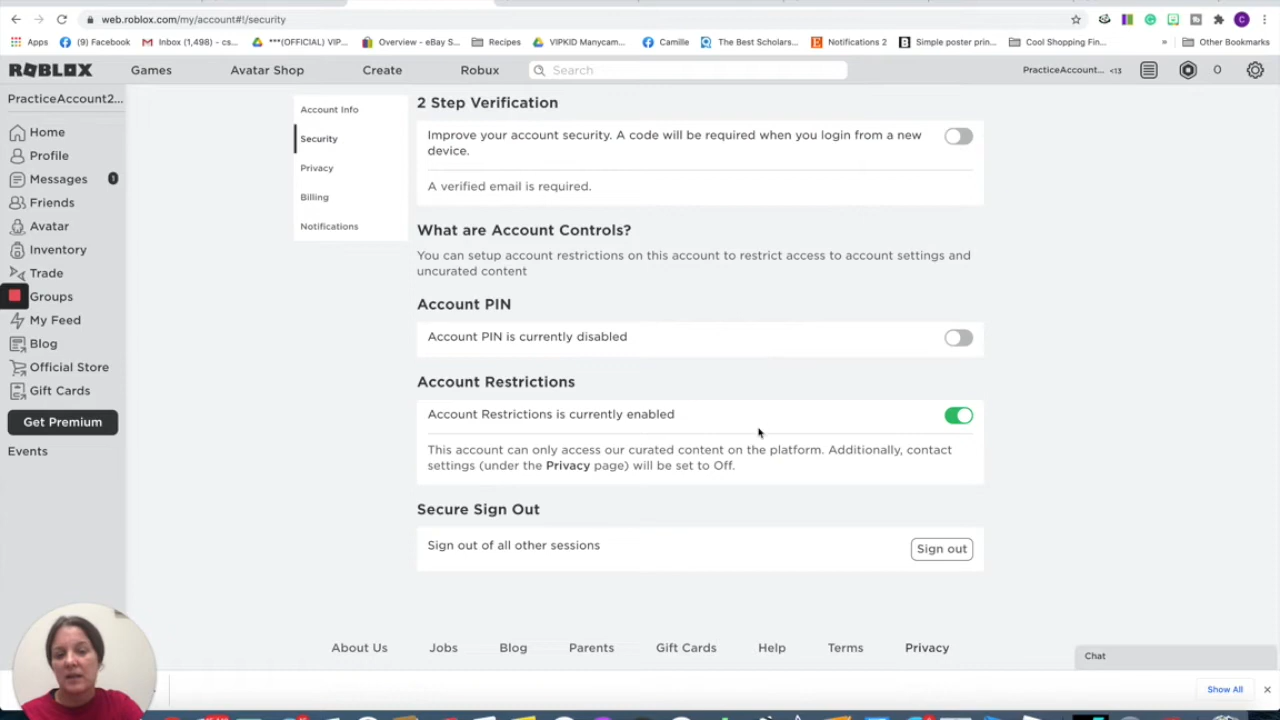 web.roblox.com/my/account#!/security
Apps
(9) Facebook
Inbox (1,498) - cs...
***(OFFICIAL) VIP...
Overview - eBay S...
Recipes
VIPKID Manycam...
Camille
The Best Scholars...
Notifications 2
Simple poster prin...
Cool Shopping Fin...
»
Other Bookmarks
C
ROBLOX
Games
Avatar Shop
Create
Robux
Search
PracticeAccount... <13
0
PracticeAccount2...
Home
Profile
Messages 1
Friends
Avatar
Inventory
Trade
Groups
My Feed
Blog
Official Store
Gift Cards
Get Premium
Events
Account Info
Security
Privacy
Billing
Notifications
2 Step Verification
Improve your account security. A code will be required when you login from a new
device.
A verified email is required.
What are Account Controls?
You can setup account restrictions on this account to restrict access to account settings and
uncurated content
Account PIN
Account PIN is currently disabled
Account Restrictions
Account Restrictions is currently enabled
This account can only access our curated content on the platform. Additionally, contact
settings (under the Privacy page) will be set to Off.
Secure Sign Out
Sign out of all other sessions
Sign out
About Us
Jobs
Blog
Parents
Gift Cards
Help
Terms
Privacy
Chat
Show All